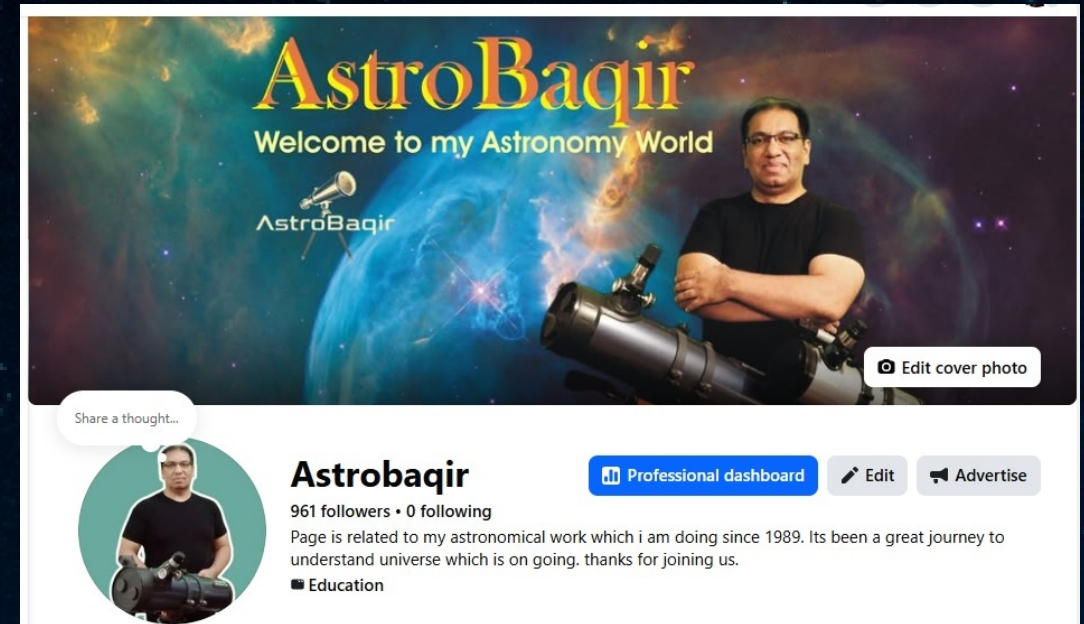 AstroBaqir
Welcome to my Astronomy World
AstroBaqir
Edit cover photo
Share a thought...
Astrobaqir
Professional dashboard
Edit
Advertise
961 followers • 0 following
Page is related to my astronomical work which i am doing since 1989. Its been a great journey to
understand universe which is on going. thanks for joining us.
Education